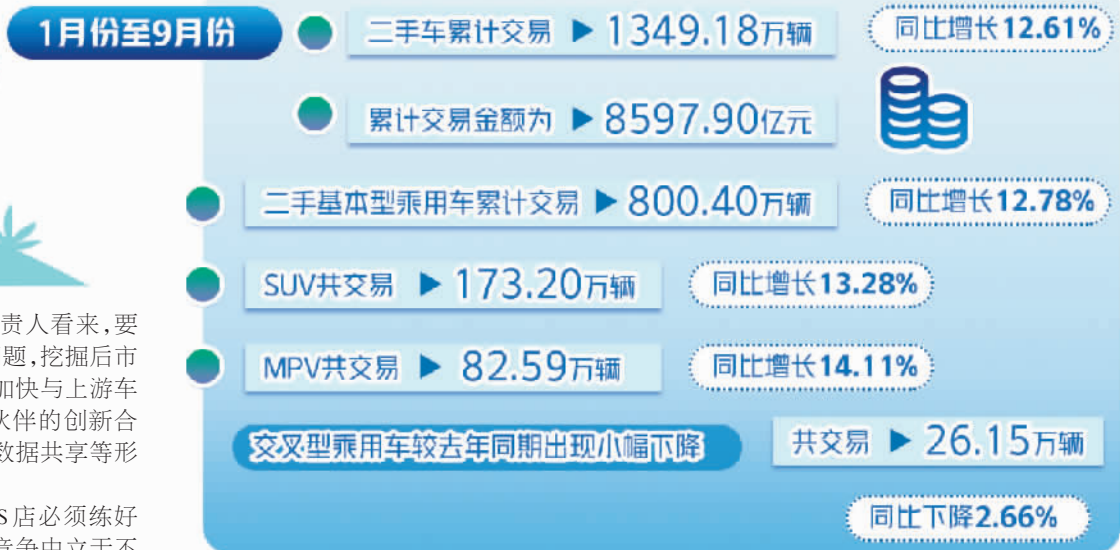 1月份至9月份
二手车累计交易 ▶ 1349.18万辆 同比增长12.61%
累计交易金额为 ▶ 8597.90亿元
二手基本型乘用车累计交易 ▶ 800.40万辆 同比增长12.78%
SUV共交易 ▶ 173.20万辆 同比增长13.28%
MPV共交易 ▶ 82.59万辆 同比增长14.11%
交叉型乘用车较去年同期出现小幅下降 共交易 ▶ 26.15万辆
同比下降2.66%
责人看来,要
题,挖掘后市
加快与上游车
伙伴的创新合
数据共享等形
S店必须练好
竞争中立于不